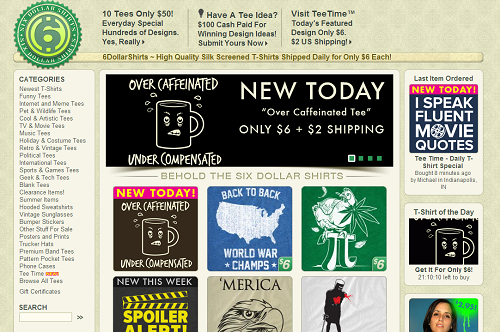 SIX DOLLAR SHIRTS
6
10 Tees Only $50!
Everyday Special
Hundreds of Designs.
Yes, Really
Have A Tee Idea?
$100 Cash Paid For
Winning Design Ideas!
Submit Yours Now
Visit TeeTime™
Today's Featured
Design Only $6.
$2 US Shipping!
6DollarShirts ~ High Quality Silk Screened T-Shirts Shipped Daily for Only $6 Each!
CATEGORIES
Newest T-Shirts
Funny Tees
Internet and Meme Tees
Pet & Wildlife Tees
Cool & Artistic Tees
TV & Movie Tees
Music Tees
Holiday & Costume Tees
Retro & Vintage Tees
Political Tees
International Tees
Sports & Games Tees
Geek & Tech Tees
Blank Tees
Clearance Items!
Summer Items
Hooded Sweatshirts
Vintage Sunglasses
Bumper Stickers
Other Stuff For Sale
Posters and Prints
Trucker Hats
Premium Band Tees
Pattern Pocket Tees
Phone Cases
Tee Time
Browse All Tees
Gift Certificates
SEARCH
>>
OVER CAFFEINATED
UNDER COMPENSATED
NEW TODAY
"Over Caffeinated Tee"
ONLY $6 + $2 SHIPPING
BEHOLD THE SIX DOLLAR SHIRTS
NEW TODAY!
OVER CAFFEINATED
UNDER COMPENSATED
BACK TO BACK
WORLD WAR
CHAMPS
$6
$6
NEW THIS WEEK
SPOILER
ALERT!
'MERICA
Last Item Ordered
NEW TODAY!
I SPEAK
FLUENT
MOVIE
QUOTES
Tee Time - Daily T-
Shirt Special
Bought 8 minutes ago
by Michael in Indianapolis,
IN
T-Shirt of the Day
OVER CAFFEINATED
Get It For Only $6!
21:10:10 left to buy
$2.95!